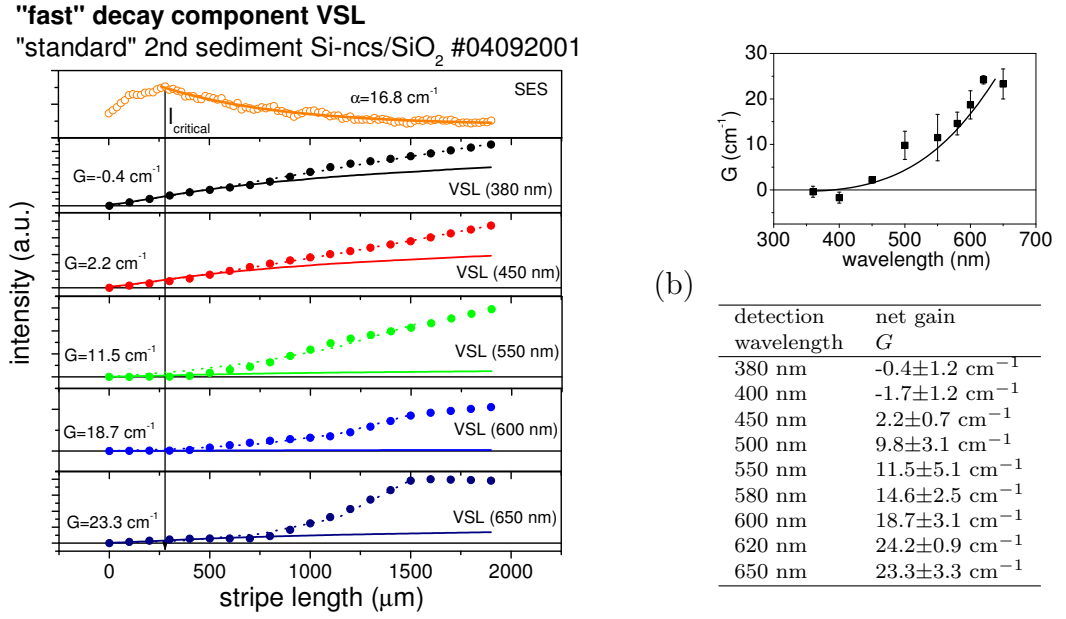 "fast" decay component VSL
"standard" 2nd sediment Si-ncs/SiO₂ #04092001
SES
α=16.8 cm⁻¹
l_critical
G=-0.4 cm⁻¹
VSL (380 nm)
G=2.2 cm⁻¹
VSL (450 nm)
G=11.5 cm⁻¹
VSL (550 nm)
G=18.7 cm⁻¹
VSL (600 nm)
G=23.3 cm⁻¹
VSL (650 nm)
intensity (a.u.)
0 500 1000 1500 2000
stripe length (μm)
30
20
10
0
G (cm⁻¹)
300 400 500 600 700
wavelength (nm)
(b)
detection net gain
wavelength G
380 nm -0.4±1.2 cm⁻¹
400 nm -1.7±1.2 cm⁻¹
450 nm 2.2±0.7 cm⁻¹
500 nm 9.8±3.1 cm⁻¹
550 nm 11.5±5.1 cm⁻¹
580 nm 14.6±2.5 cm⁻¹
600 nm 18.7±3.1 cm⁻¹
620 nm 24.2±0.9 cm⁻¹
650 nm 23.3±3.3 cm⁻¹